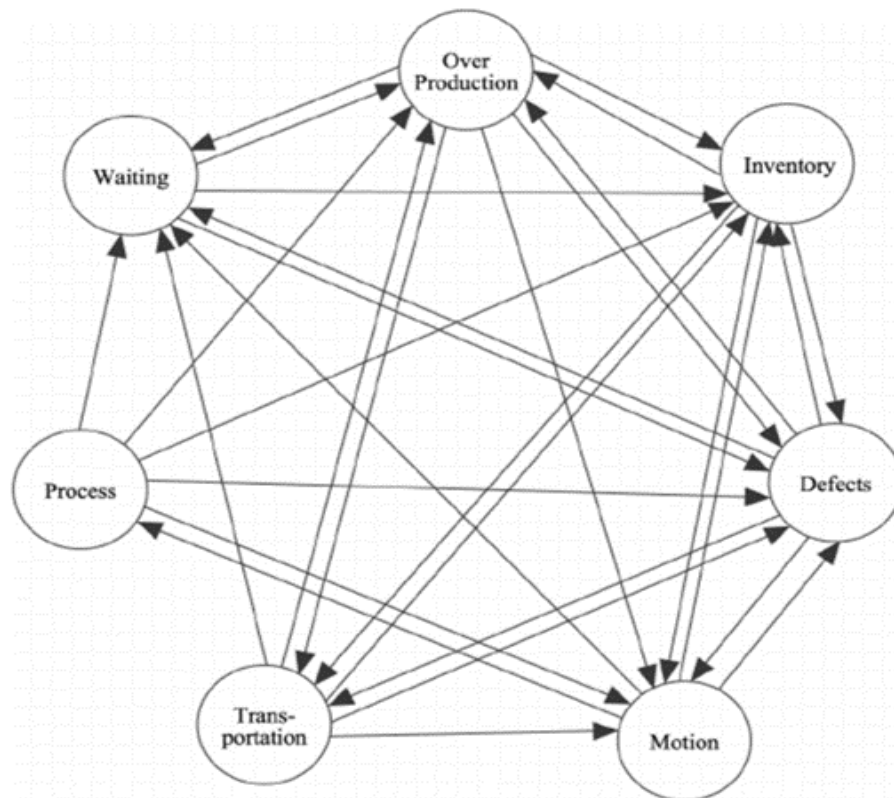 Over
Production
Waiting
Inventory
Process
Defects
Trans-
portation
Motion